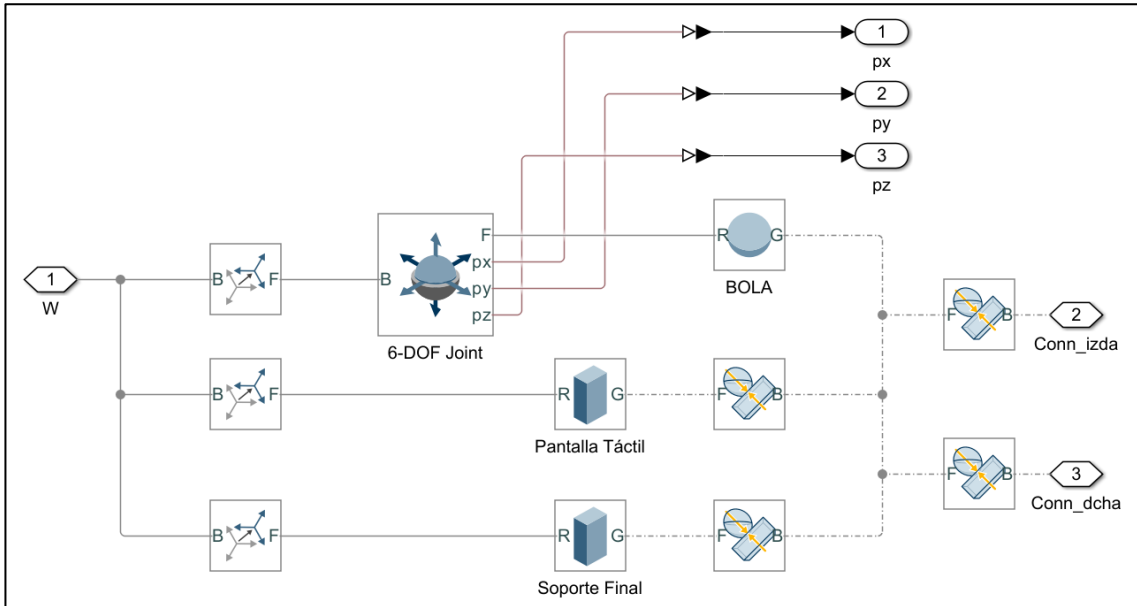 1
px
2
py
3
pz
F
px
py
pz
B
6-DOF Joint
R
G
BOLA
1
W
B
F
F
B
2
Conn_izda
B
F
R
G
Pantalla Táctil
F
B
F
B
3
Conn_dcha
B
F
R
G
Soporte Final
F
B